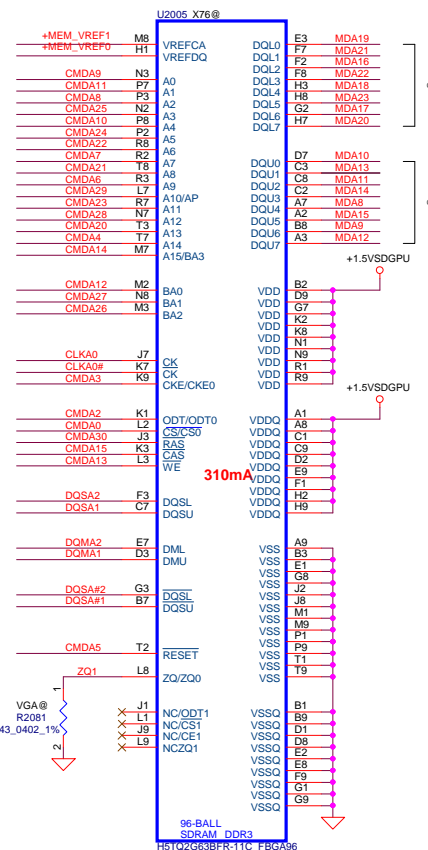 U2005 X76@
+MEM_VREF1 M8 VREFCA E3 DQL0 MDA19
+MEM_VREF0 H1 VREFDQ F7 DQL1 MDA21
F2 DQL2 MDA16
CMDA9 N3 A0 F8 DQL3 MDA22
CMDA11 P7 A1 H3 DQL4 MDA18
CMDA8 P3 A2 H8 DQL5 MDA23
CMDA25 N2 A3 G2 DQL6 MDA17
CMDA10 P8 A4 H7 DQL7 MDA20
CMDA24 P2 A5
CMDA22 R8 A6
CMDA7 R2 A7 D7 DQU0 MDA10
CMDA21 T8 A8 C3 DQU1 MDA13
CMDA6 R3 A9 C8 DQU2 MDA11
CMDA29 L7 A10/AP C2 DQU3 MDA14
CMDA23 R7 A11 A7 DQU4 MDA8
CMDA28 N7 A12 A2 DQU5 MDA15
CMDA20 T3 A13 B8 DQU6 MDA9
CMDA4 T7 A14 A3 DQU7 MDA12
CMDA14 M7 A15/BA3
+1.5VSDGPU
CMDA12 M2 BA0 VDD B2
CMDA27 N8 BA1 VDD D9
CMDA26 M3 BA2 VDD G7
VDD K2
VDD K8
VDD N1
CLKA0 J7 CK VDD N9
CLKA0# K7 CK VDD R1
CMDA3 K9 CKE/CKE0 VDD R9
+1.5VSDGPU
CMDA2 K1 ODT/ODT0 VDDQ A1
CMDA0 L2 CS/CS0 VDDQ A8
CMDA30 J3 RAS VDDQ C1
CMDA15 K3 CAS VDDQ C9
CMDA13 L3 WE VDDQ D2
310mA VDDQ E9
VDDQ F1
DQSA2 F3 DQSL VDDQ H2
DQSA1 C7 DQSU VDDQ H9
DQMA2 E7 DML VSS A9
DQMA1 D3 DMU VSS B3
VSS E1
VSS G8
DQSA#2 G3 DQSL VSS J2
DQSA#1 B7 DQSU VSS J8
VSS M1
VSS M9
VSS P1
CMDA5 T2 RESET VSS P9
VSS T1
ZQ1 L8 ZQ/ZQ0 VSS T9
1
VGA@ J1 NC/ODT1 VSSQ B1
R2081 L1 NC/CS1 VSSQ B9
43_0402_1% J9 NC/CE1 VSSQ D1
2 L9 NCZQ1 VSSQ D8
VSSQ E2
VSSQ E8
VSSQ F9
VSSQ G1
VSSQ G9
96-BALL
SDRAM DDR3
H5TQ2G63BFR-11C FBGA96